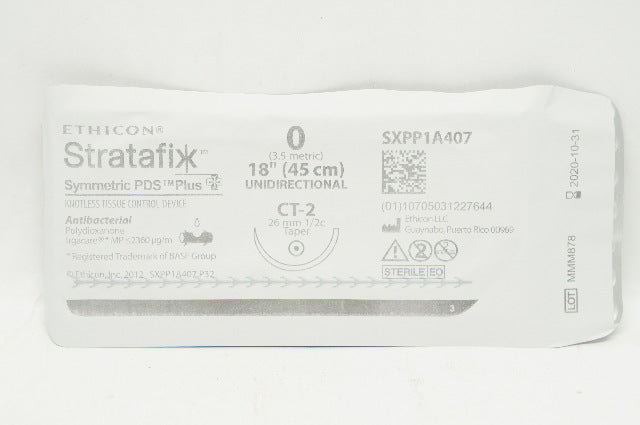 ETHICON®
Stratafix™
Symmetric PDS™ Plus
KNOTLESS TISSUE CONTROL DEVICE
Antibacterial
Polydioxanone
Irgacare®* MP ≤2360 µg/m
*Registered Trademark of BASF Group
© Ethicon, Inc. 2012 SXPP1A407.P32
0
(3.5 metric)
18" (45 cm)
UNIDIRECTIONAL
CT-2
26 mm 1/2c
Taper
SXPP1A407
(01)10705031227644
Ethicon LLC
Guaynabo, Puerto Rico 00969
STERILE EO
3
2020-10-31
LOT MMM878